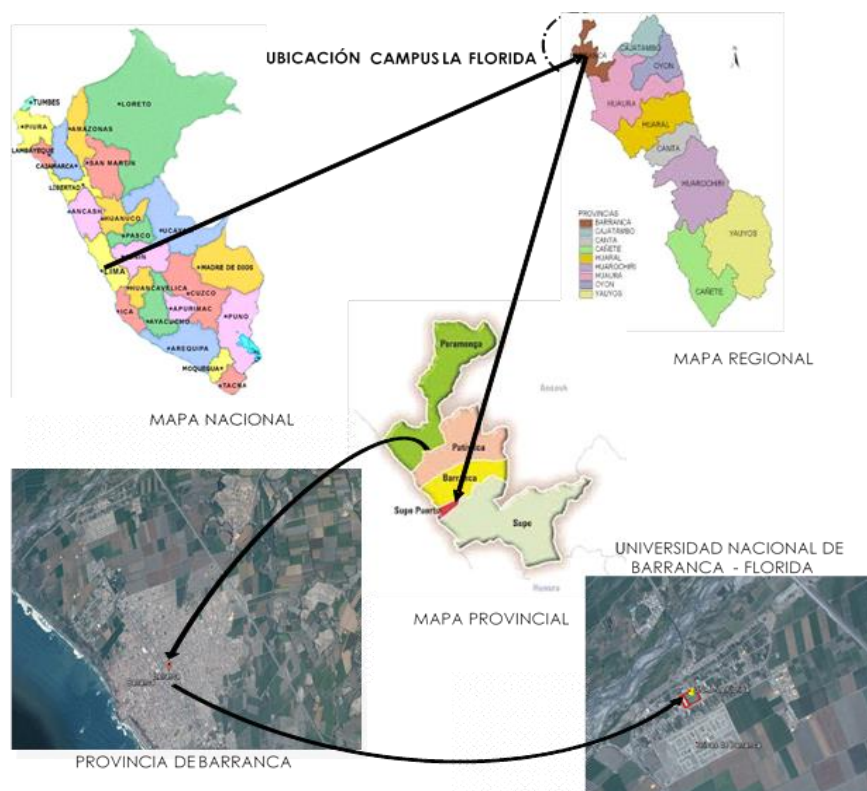 UBICACIÓN CAMPUS LA FLORIDA
TUMBES
LORETO
PIURA
AMAZONAS
LAMBAYEQUE
CAJAMARCA
SAN MARTIN
LIBERTAD
ANCASH
HUANUCO
PASCO
UCAYALI
LIMA
JUNIN
MADRE DE DIOS
HUANCAVELICA
CUZCO
ICA
APURIMAC
PUNO
AYACUCHO
AREQUIPA
MOQUEGUA
TACNA
MAPA NACIONAL
CAJATAMBO
OYON
HUAURA
HUARAL
CANTA
HUAROCHIRI
YAUYOS
CAÑETE
N
PROVINCIAS
BARRANCA
CAJATAMBO
CANTA
CAÑETE
HUARAL
HUAROCHIRI
HUAURA
OYON
YAUYOS
MAPA REGIONAL
Paramonga
Pativilca
Barranca
Supe Puerto
Supe
Huaura
MAPA PROVINCIAL
Barranca
Barranca
PROVINCIA DE BARRANCA
UNIVERSIDAD NACIONAL DE
BARRANCA - FLORIDA